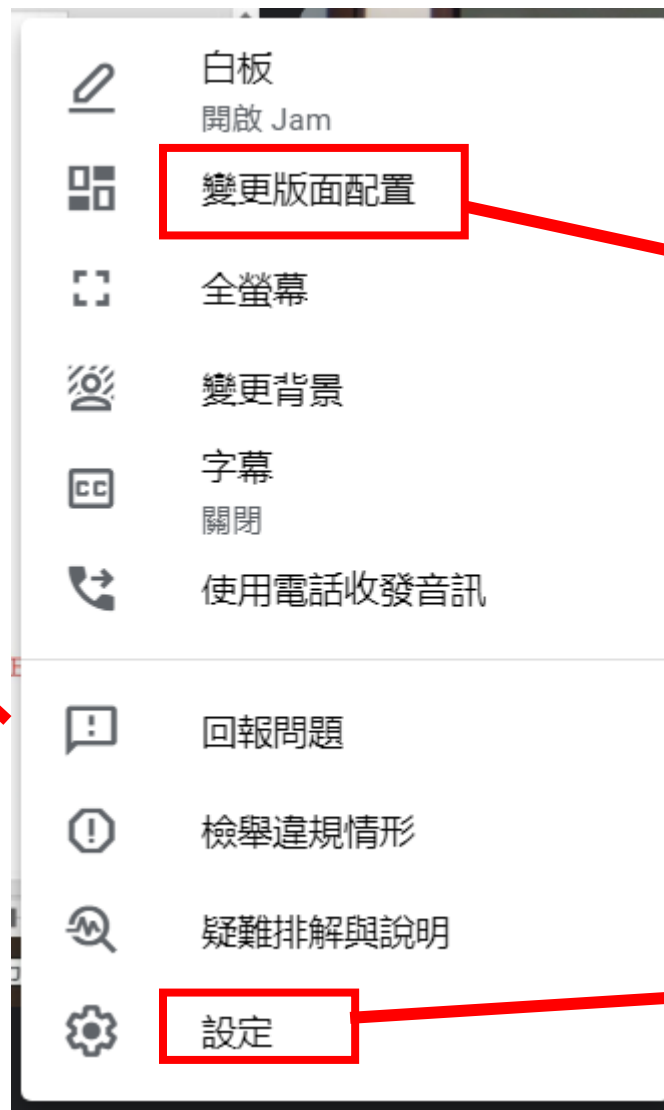 白板
開啟 Jam
變更版面配置
全螢幕
變更背景
字幕
關閉
使用電話收發音訊
回報問題
檢舉違規情形
疑難排解與說明
設定